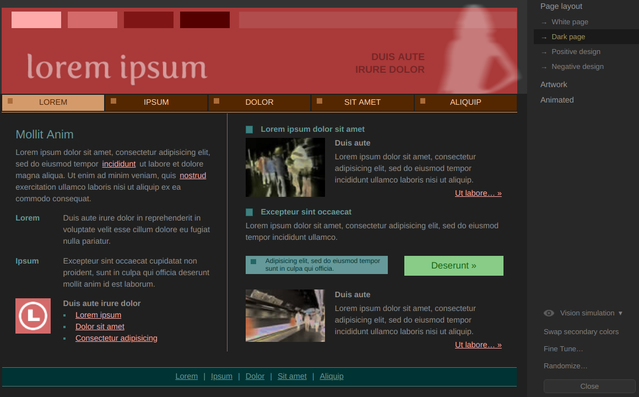 lorem ipsum
DUIS AUTE
IRURE DOLOR
LOREM
IPSUM
DOLOR
SIT AMET
ALIQUIP
Mollit Anim
Lorem ipsum dolor sit amet, consectetur adipisicing elit,
sed do eiusmod tempor incididunt ut labore et dolore
magna aliqua. Ut enim ad minim veniam, quis nostrud
exercitation ullamco laboris nisi ut aliquip ex ea
commodo consequat.
Lorem
Duis aute irure dolor in reprehenderit in
voluptate velit esse cillum dolore eu fugiat
nulla pariatur.
Ipsum
Excepteur sint occaecat cupidatat non
proident, sunt in culpa qui officia deserunt
mollit anim id est laborum.
L
Duis aute irure dolor
Lorem ipsum
Dolor sit amet
Consectetur adipisicing
Lorem ipsum dolor sit amet
Duis aute
Lorem ipsum dolor sit amet, consectetur
adipisicing elit, sed do eiusmod tempor
incididunt ullamco laboris nisi ut aliquip.
Ut labore… »
Excepteur sint occaecat
Lorem ipsum dolor sit amet, consectetur adipisicing elit, sed do eiusmod
tempor incididunt ullamco.
Adipisicing elit, sed do eiusmod tempor
sunt in culpa qui officia.
Deserunt »
Duis aute
Lorem ipsum dolor sit amet, consectetur
adipisicing elit, sed do eiusmod tempor
incididunt ullamco laboris nisi ut aliquip.
Ut labore… »
Lorem | Ipsum | Dolor | Sit amet | Aliquip
Page layout
→ White page
→ Dark page
→ Positive design
→ Negative design
Artwork
Animated
Vision simulation ▾
Swap secondary colors
Fine Tune…
Randomize…
Close